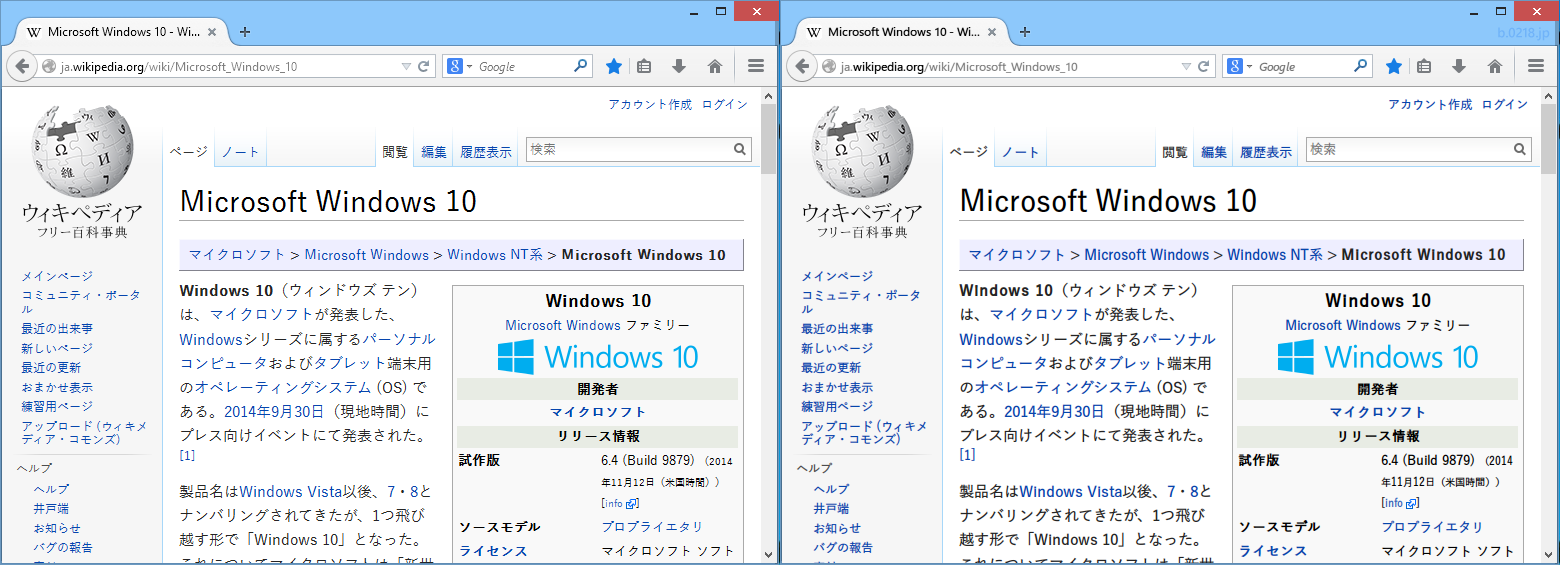 Microsoft Windows 10 - Wi...
ja.wikipedia.org/wiki/Microsoft_Windows_10
Google
アカウント作成 ログイン
ページ ノート 閲覧 編集 履歴表示 検索
ウィキペディア
フリー百科事典
メインページ
コミュニティ・ポータ
ル
最近の出来事
新しいページ
最近の更新
おまかせ表示
練習用ページ
アップロード (ウィキメ
ディア・コモンズ)
ヘルプ
ヘルプ
井戸端
お知らせ
バグの報告
Microsoft Windows 10
マイクロソフト > Microsoft Windows > Windows NT系 > Microsoft Windows 10
Windows 10（ウィンドウズ テン）
は、マイクロソフトが発表した、
Windowsシリーズに属するパーソナル
コンピュータおよびタブレット端末用
のオペレーティングシステム (OS) で
ある。2014年9月30日（現地時間）に
プレス向けイベントにて発表された。
[1]
製品名はWindows Vista以後、7・8と
ナンバリングされてきたが、1つ飛び
越す形で「Windows 10」となった。
これについてマイクロソフトは「新世
Windows 10
Microsoft Windows ファミリー
Windows 10
開発者
マイクロソフト
リリース情報
試作版 6.4 (Build 9879) （2014
年11月12日（米国時間））
[info]
ソースモデル プロプライエタリ
ライセンス マイクロソフト ソフト
Microsoft Windows 10 - Wi...
b.0218.jp
ja.wikipedia.org/wiki/Microsoft_Windows_10
Google
アカウント作成 ログイン
ページ ノート 閲覧 編集 履歴表示 検索
ウィキペディア
フリー百科事典
メインページ
コミュニティ・ポータ
ル
最近の出来事
新しいページ
最近の更新
おまかせ表示
練習用ページ
アップロード (ウィキメ
ディア・コモンズ)
ヘルプ
ヘルプ
井戸端
お知らせ
バグの報告
Microsoft Windows 10
マイクロソフト > Microsoft Windows > Windows NT系 > Microsoft Windows 10
Windows 10（ウィンドウズ テン）
は、マイクロソフトが発表した、
Windowsシリーズに属するパーソナル
コンピュータおよびタブレット端末用
のオペレーティングシステム (OS) で
ある。2014年9月30日（現地時間）に
プレス向けイベントにて発表された。
[1]
製品名はWindows Vista以後、7・8と
ナンバリングされてきたが、1つ飛び
越す形で「Windows 10」となった。
これについてマイクロソフトは「新世
Windows 10
Microsoft Windows ファミリー
Windows 10
開発者
マイクロソフト
リリース情報
試作版 6.4 (Build 9879) （2014
年11月12日（米国時間））
[info]
ソースモデル プロプライエタリ
ライセンス マイクロソフト ソフト